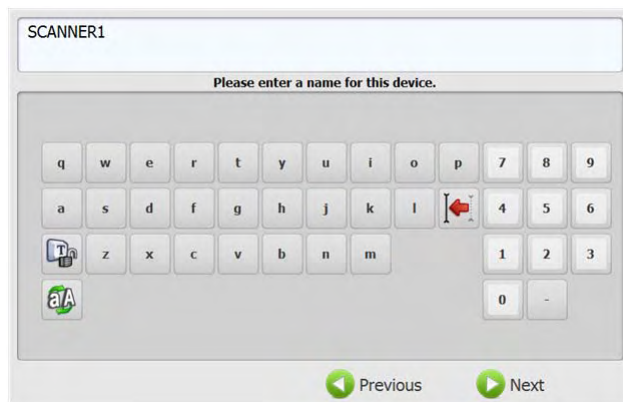 SCANNER1
Please enter a name for this device.
q w e r t y u i o p 7 8 9
a s d f g h j k l 4 5 6
T z x c v b n m 1 2 3
aA 0 -
Previous Next